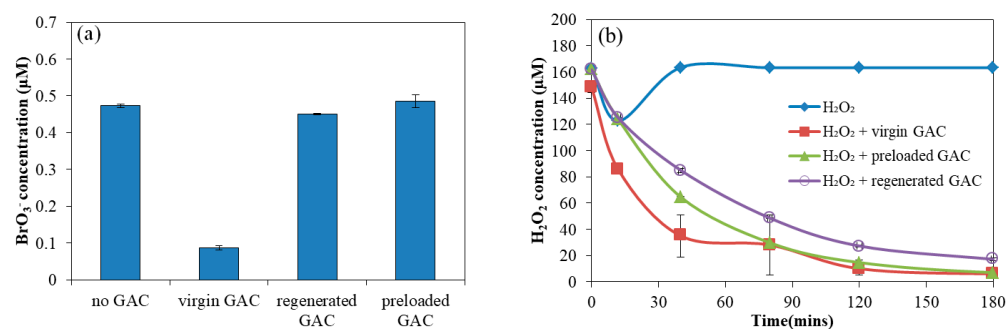 (a)
BrO₃⁻ concentration (µM)
0.7
0.6
0.5
0.4
0.3
0.2
0.1
0
no GAC
virgin GAC
regenerated
GAC
preloaded
GAC
(b)
H₂O₂ concentration (µM)
200
180
160
140
120
100
80
60
40
20
0
H₂O₂
H₂O₂ + virgin GAC
H₂O₂ + preloaded GAC
H₂O₂ + regenerated GAC
0 30 60 90 120 150 180
Time(mins)